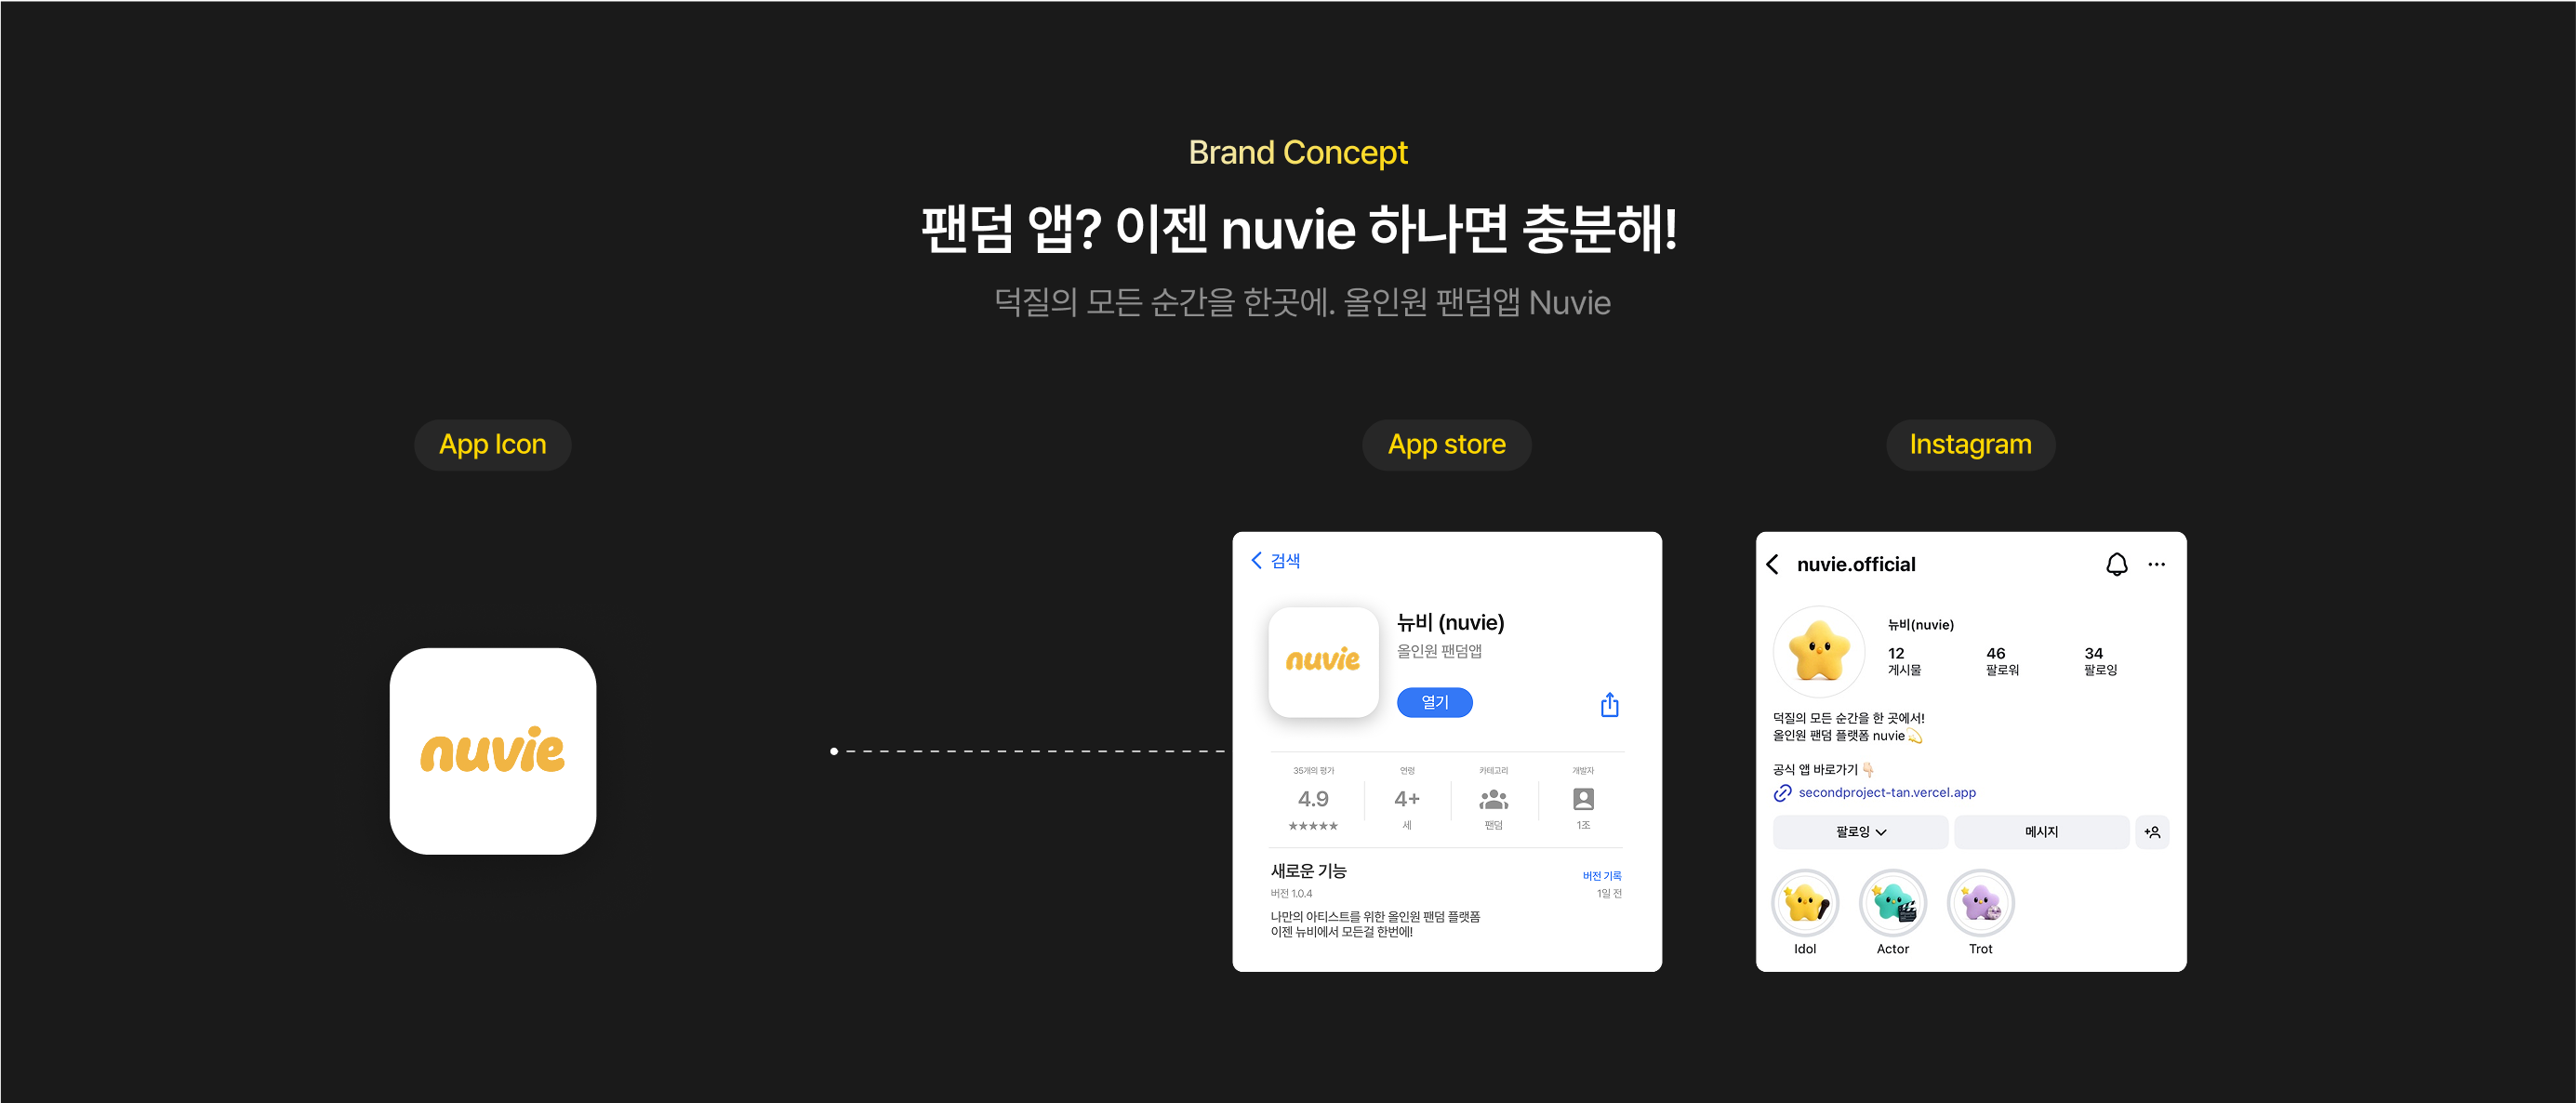 Brand Concept
팬덤 앱? 이젠 nuvie 하나면 충분해!
덕질의 모든 순간을 한곳에. 올인원 팬덤앱 Nuvie
App Icon
nuvie
App store
검색
nuvie
뉴비 (nuvie)
올인원 팬덤앱
열기
35개의 평가
4.9
★★★★★
연령
4+
세
카테고리
팬덤
개발자
1조
새로운 기능
버전 기록
버전 1.0.4
1일 전
나만의 아티스트를 위한 올인원 팬덤 플랫폼
이젠 뉴비에서 모든걸 한번에!
Instagram
nuvie.official
뉴비(nuvie)
12
게시물
46
팔로워
34
팔로잉
덕질의 모든 순간을 한 곳에서!
올인원 팬덤 플랫폼 nuvie💫
공식 앱 바로가기 👇🏻
secondproject-tan.vercel.app
팔로잉
메시지
Idol
Actor
Trot